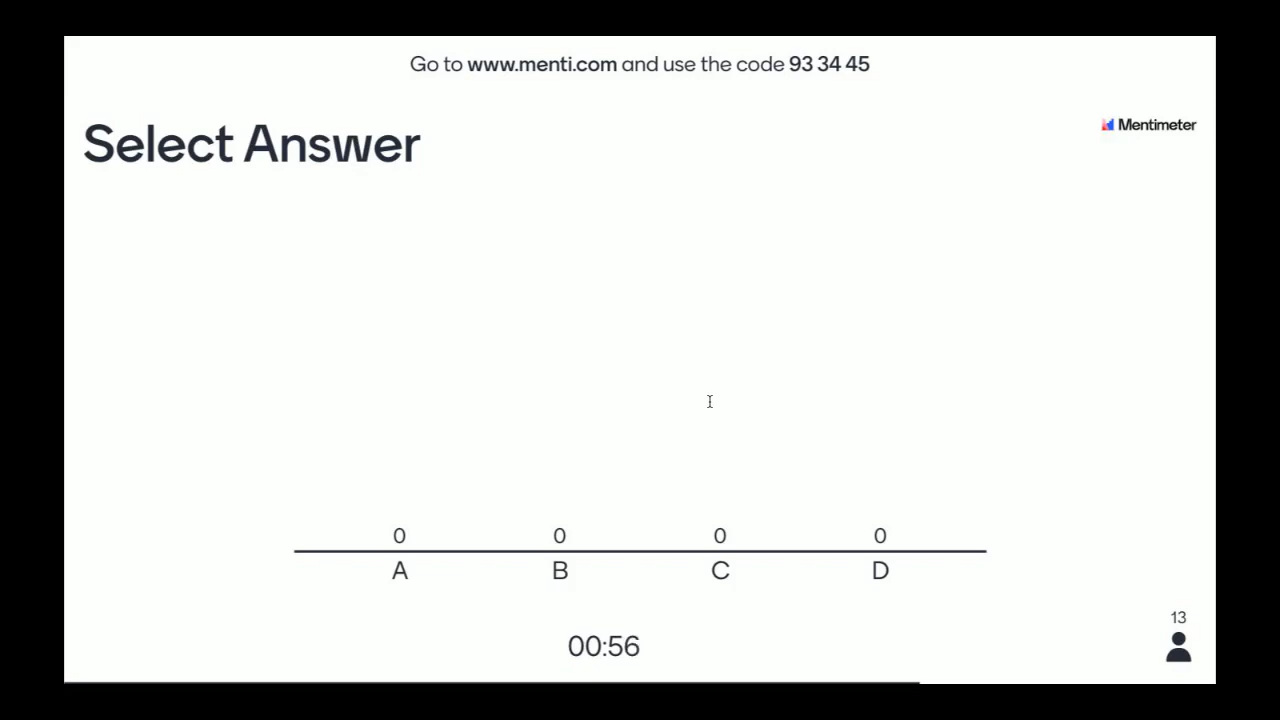 Go to www.menti.com and use the code 93 34 45
Mentimeter
Select Answer
0 0 0 0
A B C D
00:56
13